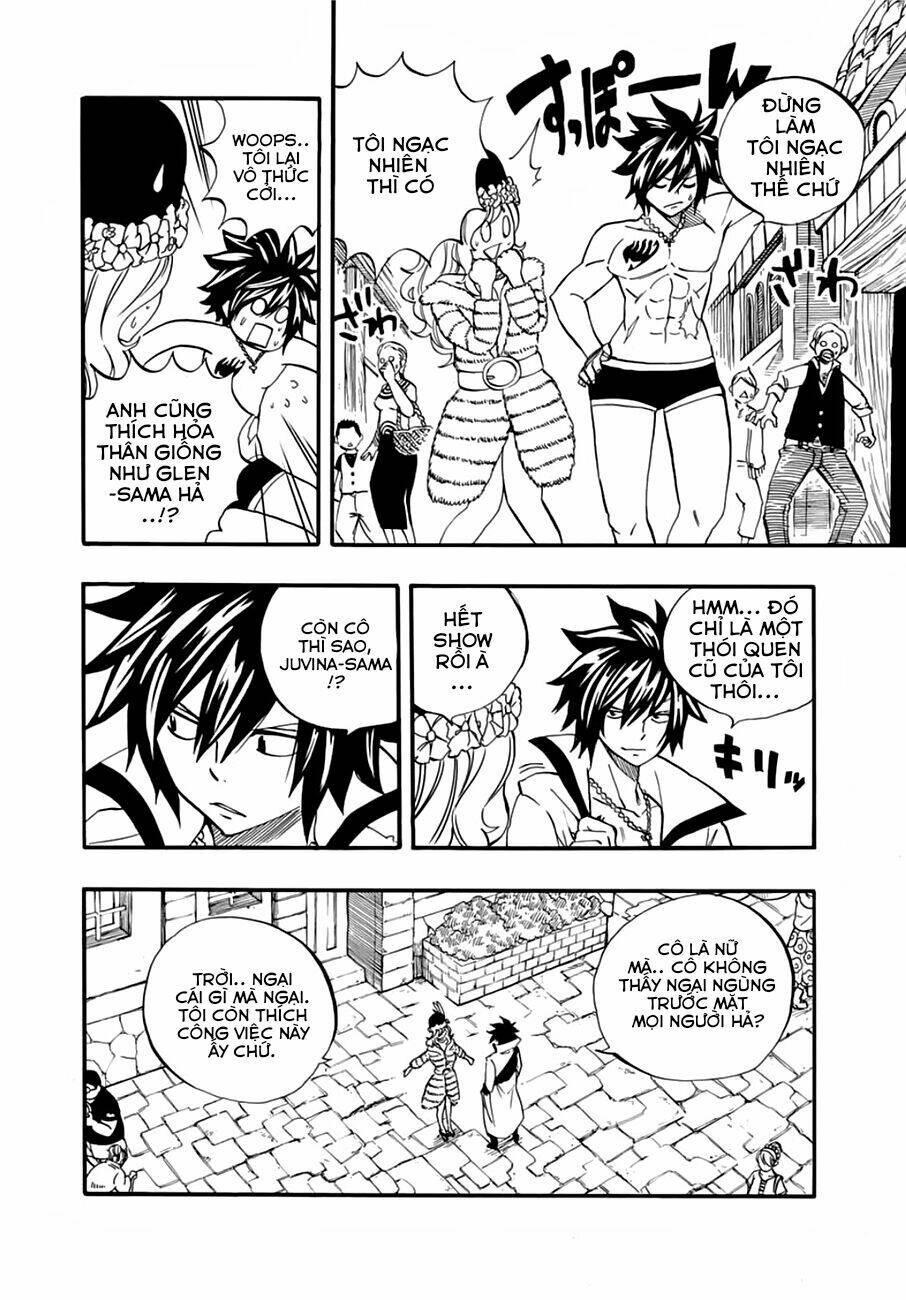 ĐỪNG
LÀM
TÔI NGẠC
NHIÊN
THẾ CHỨ
すっぽーん
TÔI NGẠC
NHIÊN
THÌ CÓ
ざわ
ざわ
WOOPS..
TÔI LẠI
VÔ THỨC
CỞI...
ANH CŨNG
THÍCH HỎA
THÂN GIỐNG
NHƯ GLEN
-SAMA HẢ
..!?
HMM... ĐÓ
CHỈ LÀ MỘT
THÓI QUEN
CŨ CỦA TÔI
THÔI...
キリッ
HẾT
SHOW
RỒI À
...
CÒN CÔ
THÌ SAO,
JUVINA-SAMA
!?
CÔ LÀ NỮ
MÀ.. CÔ KHÔNG
THẤY NGẠI NGÙNG
TRƯỚC MẶT
MỌI NGƯỜI HẢ?
TRỜI.. NGẠI
CÁI GÌ MÀ NGẠI.
TÔI CÒN THÍCH
CÔNG VIỆC NÀY
ẤY CHỨ.